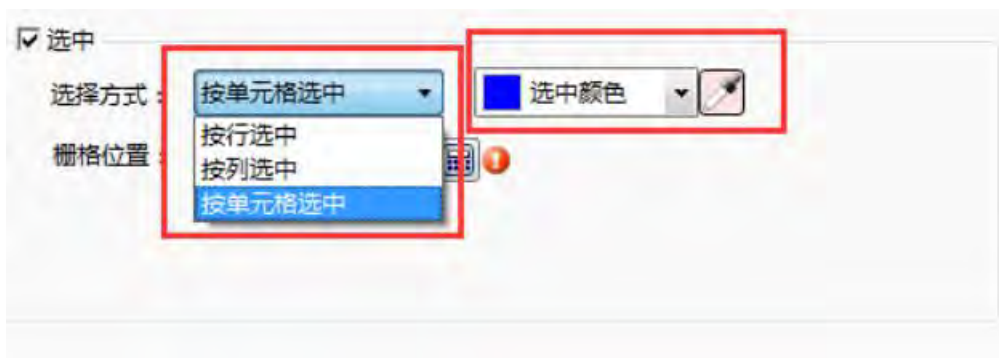 选中
选择方式： 按单元格选中 选中颜色
按行选中
栅格位置：
按列选中
按单元格选中